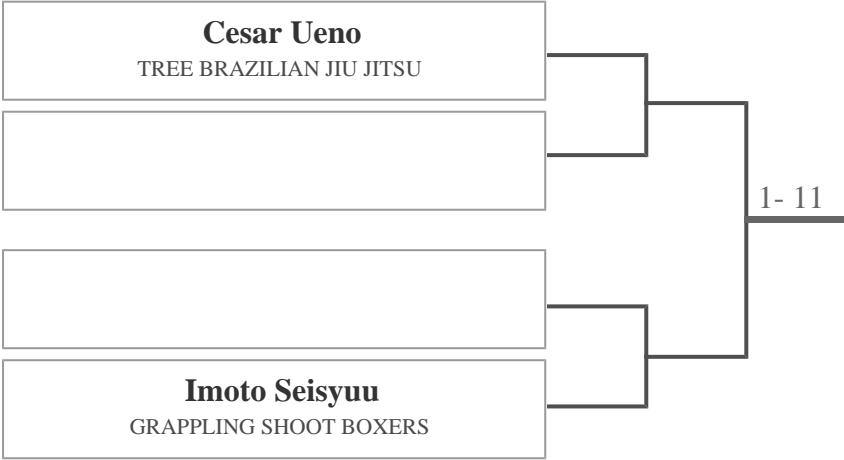 Cesar Ueno
TREE BRAZILIAN JIU JITSU
1- 11
Imoto Seisyuu
GRAPPLING SHOOT BOXERS